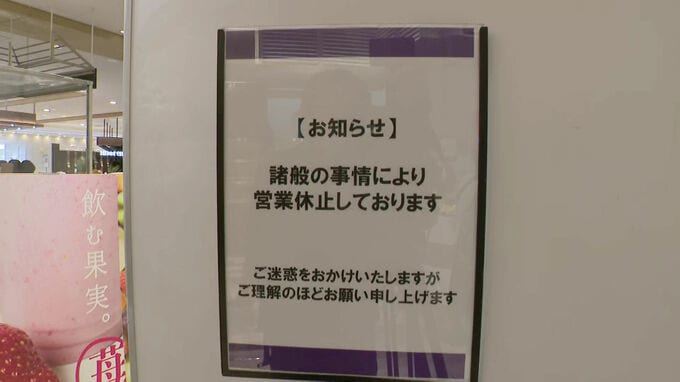 【お知らせ】
諸般の事情により
営業休止しております
ご迷惑をおかけいたしますが
ご理解のほどお願い申し上げます
飲む果実。
苺